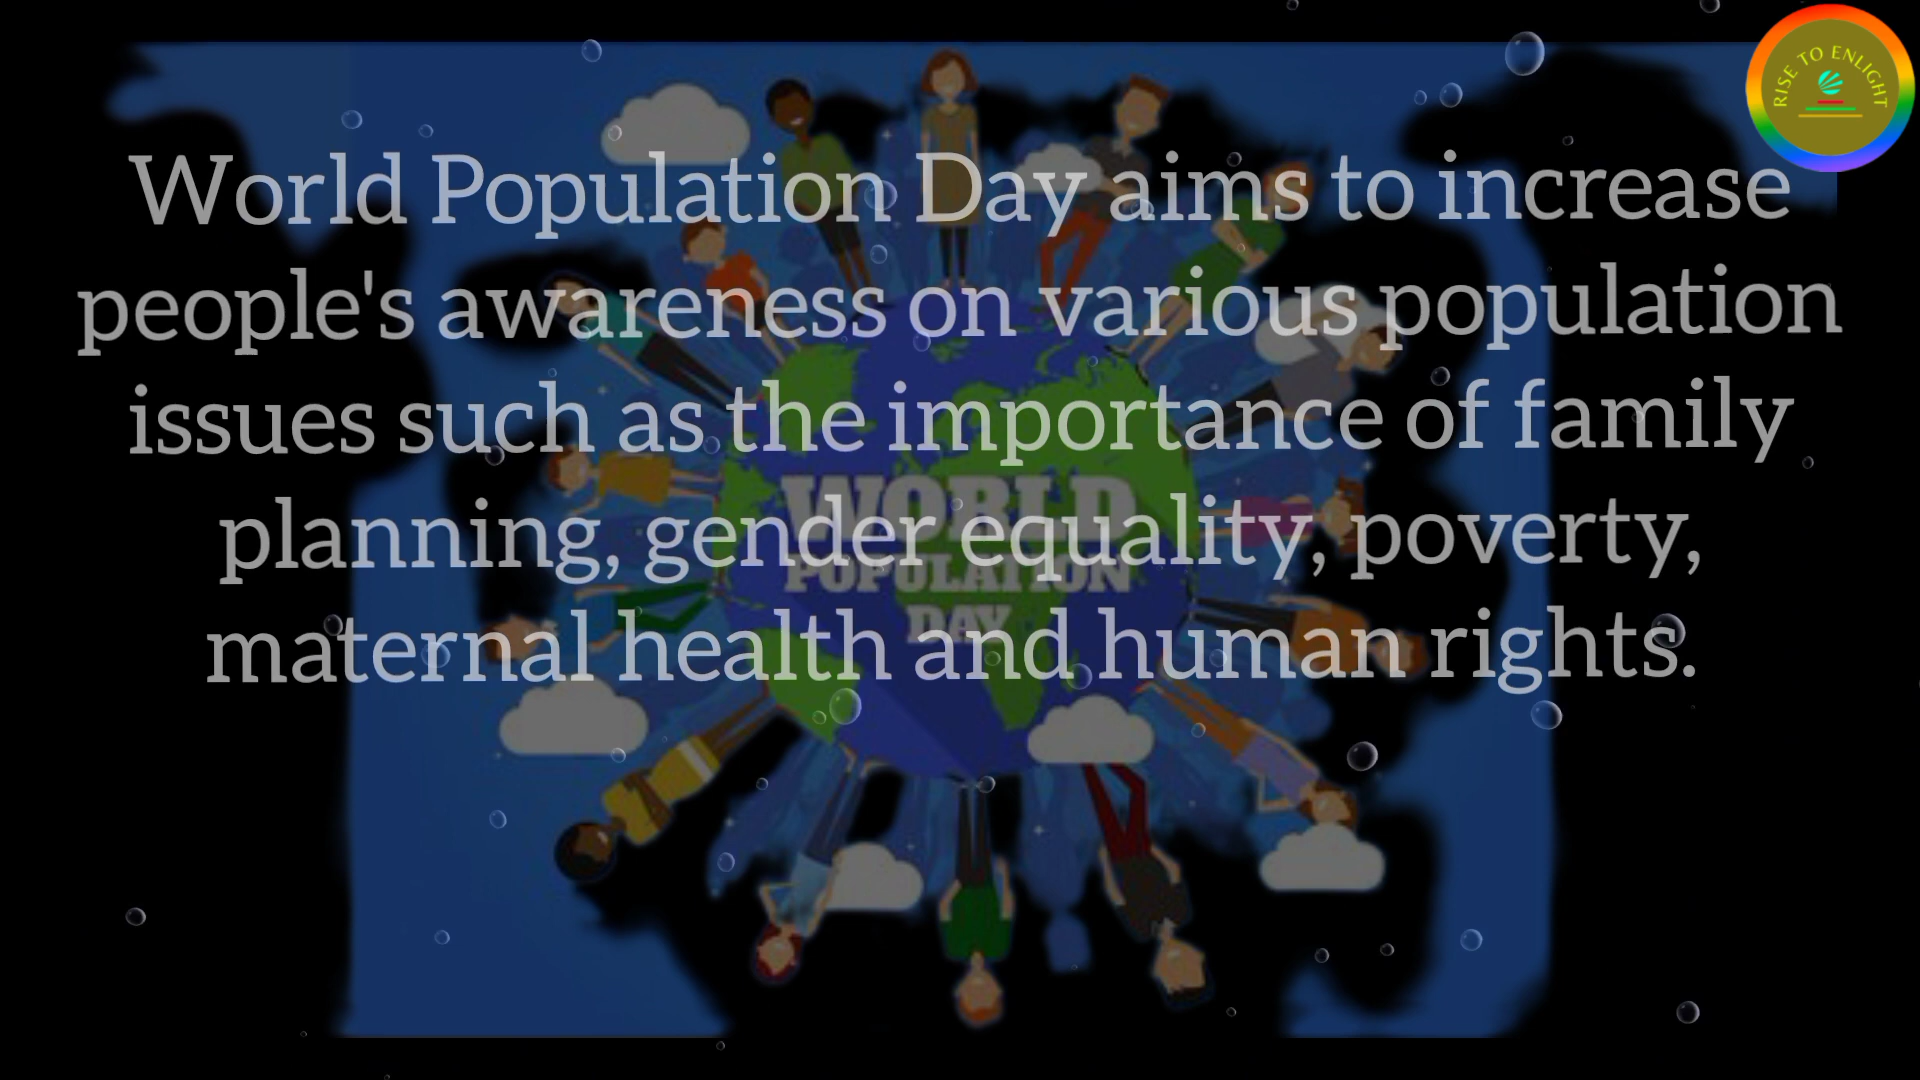 RISE TO ENLIGHT
World Population Day aims to increase
people's awareness on various population
issues such as the importance of family
planning, gender equality, poverty,
maternal health and human rights.
WORLD
POPULATION
DAY